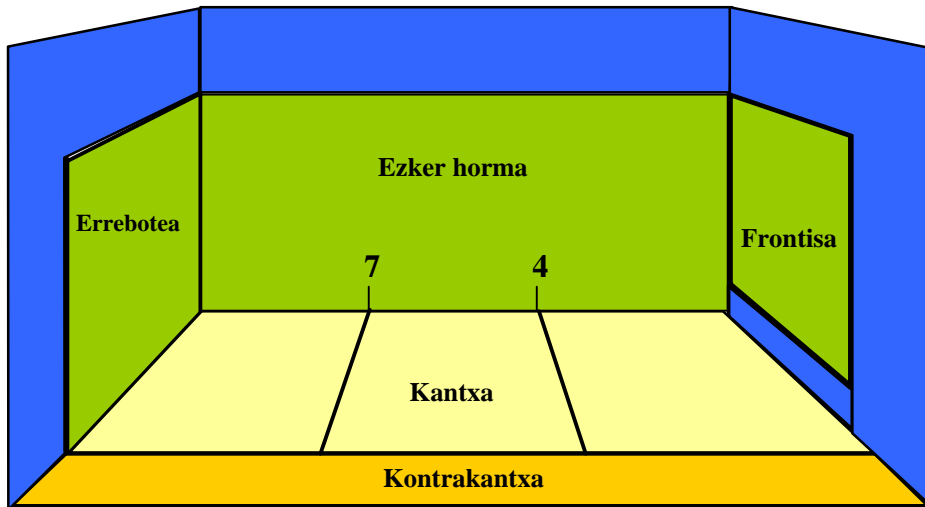 Ezker horma
Errebotea
Frontisa
7
4
Kantxa
Kontrakantxa